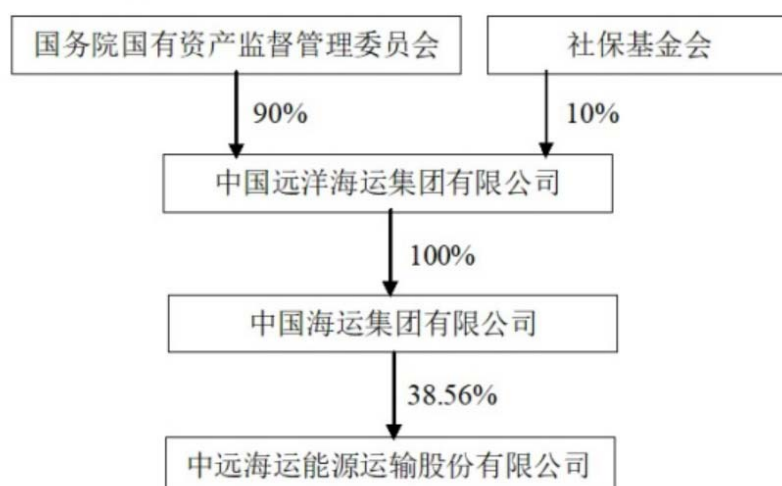 国务院国有资产监督管理委员会
社保基金会
90%
10%
中国远洋海运集团有限公司
100%
中国海运集团有限公司
38.56%
中远海运能源运输股份有限公司